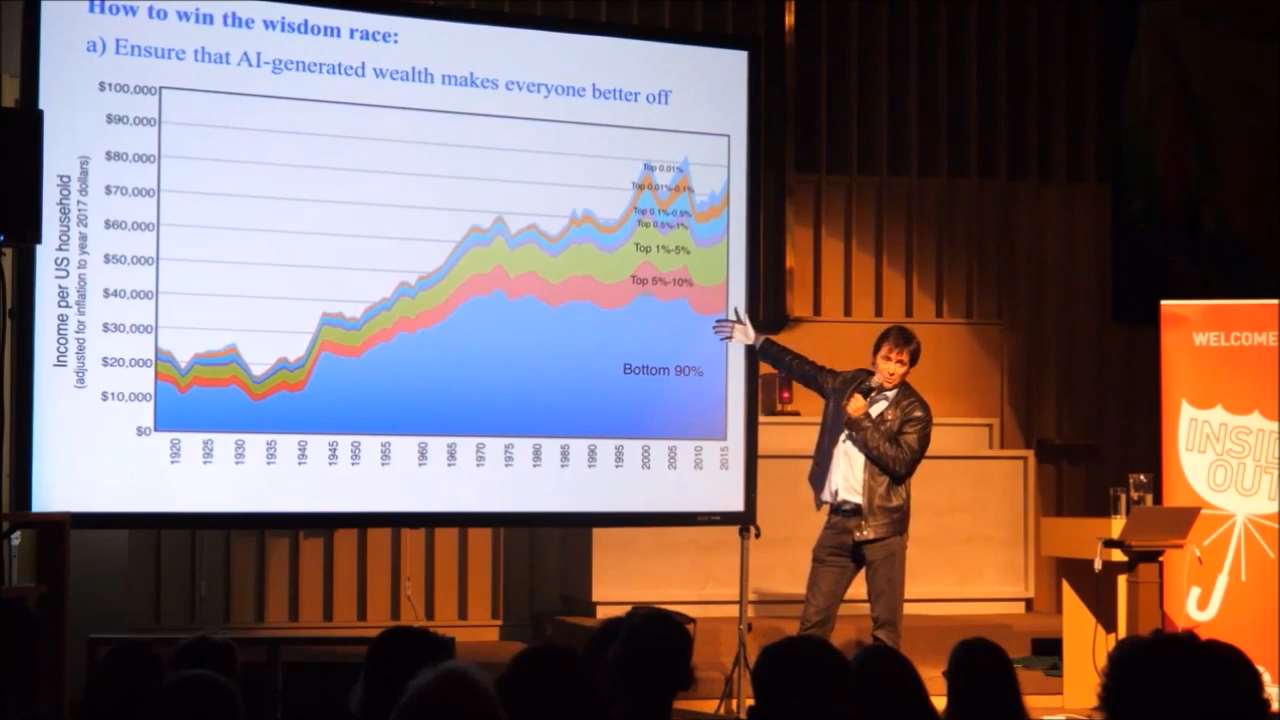 How to win the wisdom race:
a) Ensure that AI-generated wealth makes everyone better off
Income per US household
(adjusted for inflation to year 2017 dollars)
$100,000
$90,000
$80,000
$70,000
$60,000
$50,000
$40,000
$30,000
$20,000
$10,000
$0
Top 0.01%
Top 0.01%-0.1%
Top 0.1%-0.5%
Top 0.5%-1%
Top 1%-5%
Top 5%-10%
Bottom 90%
1920 1925 1930 1935 1940 1945 1950 1955 1960 1965 1970 1975 1980 1985 1990 1995 2000 2005 2010 2015
WELCOME
INSID
OUT